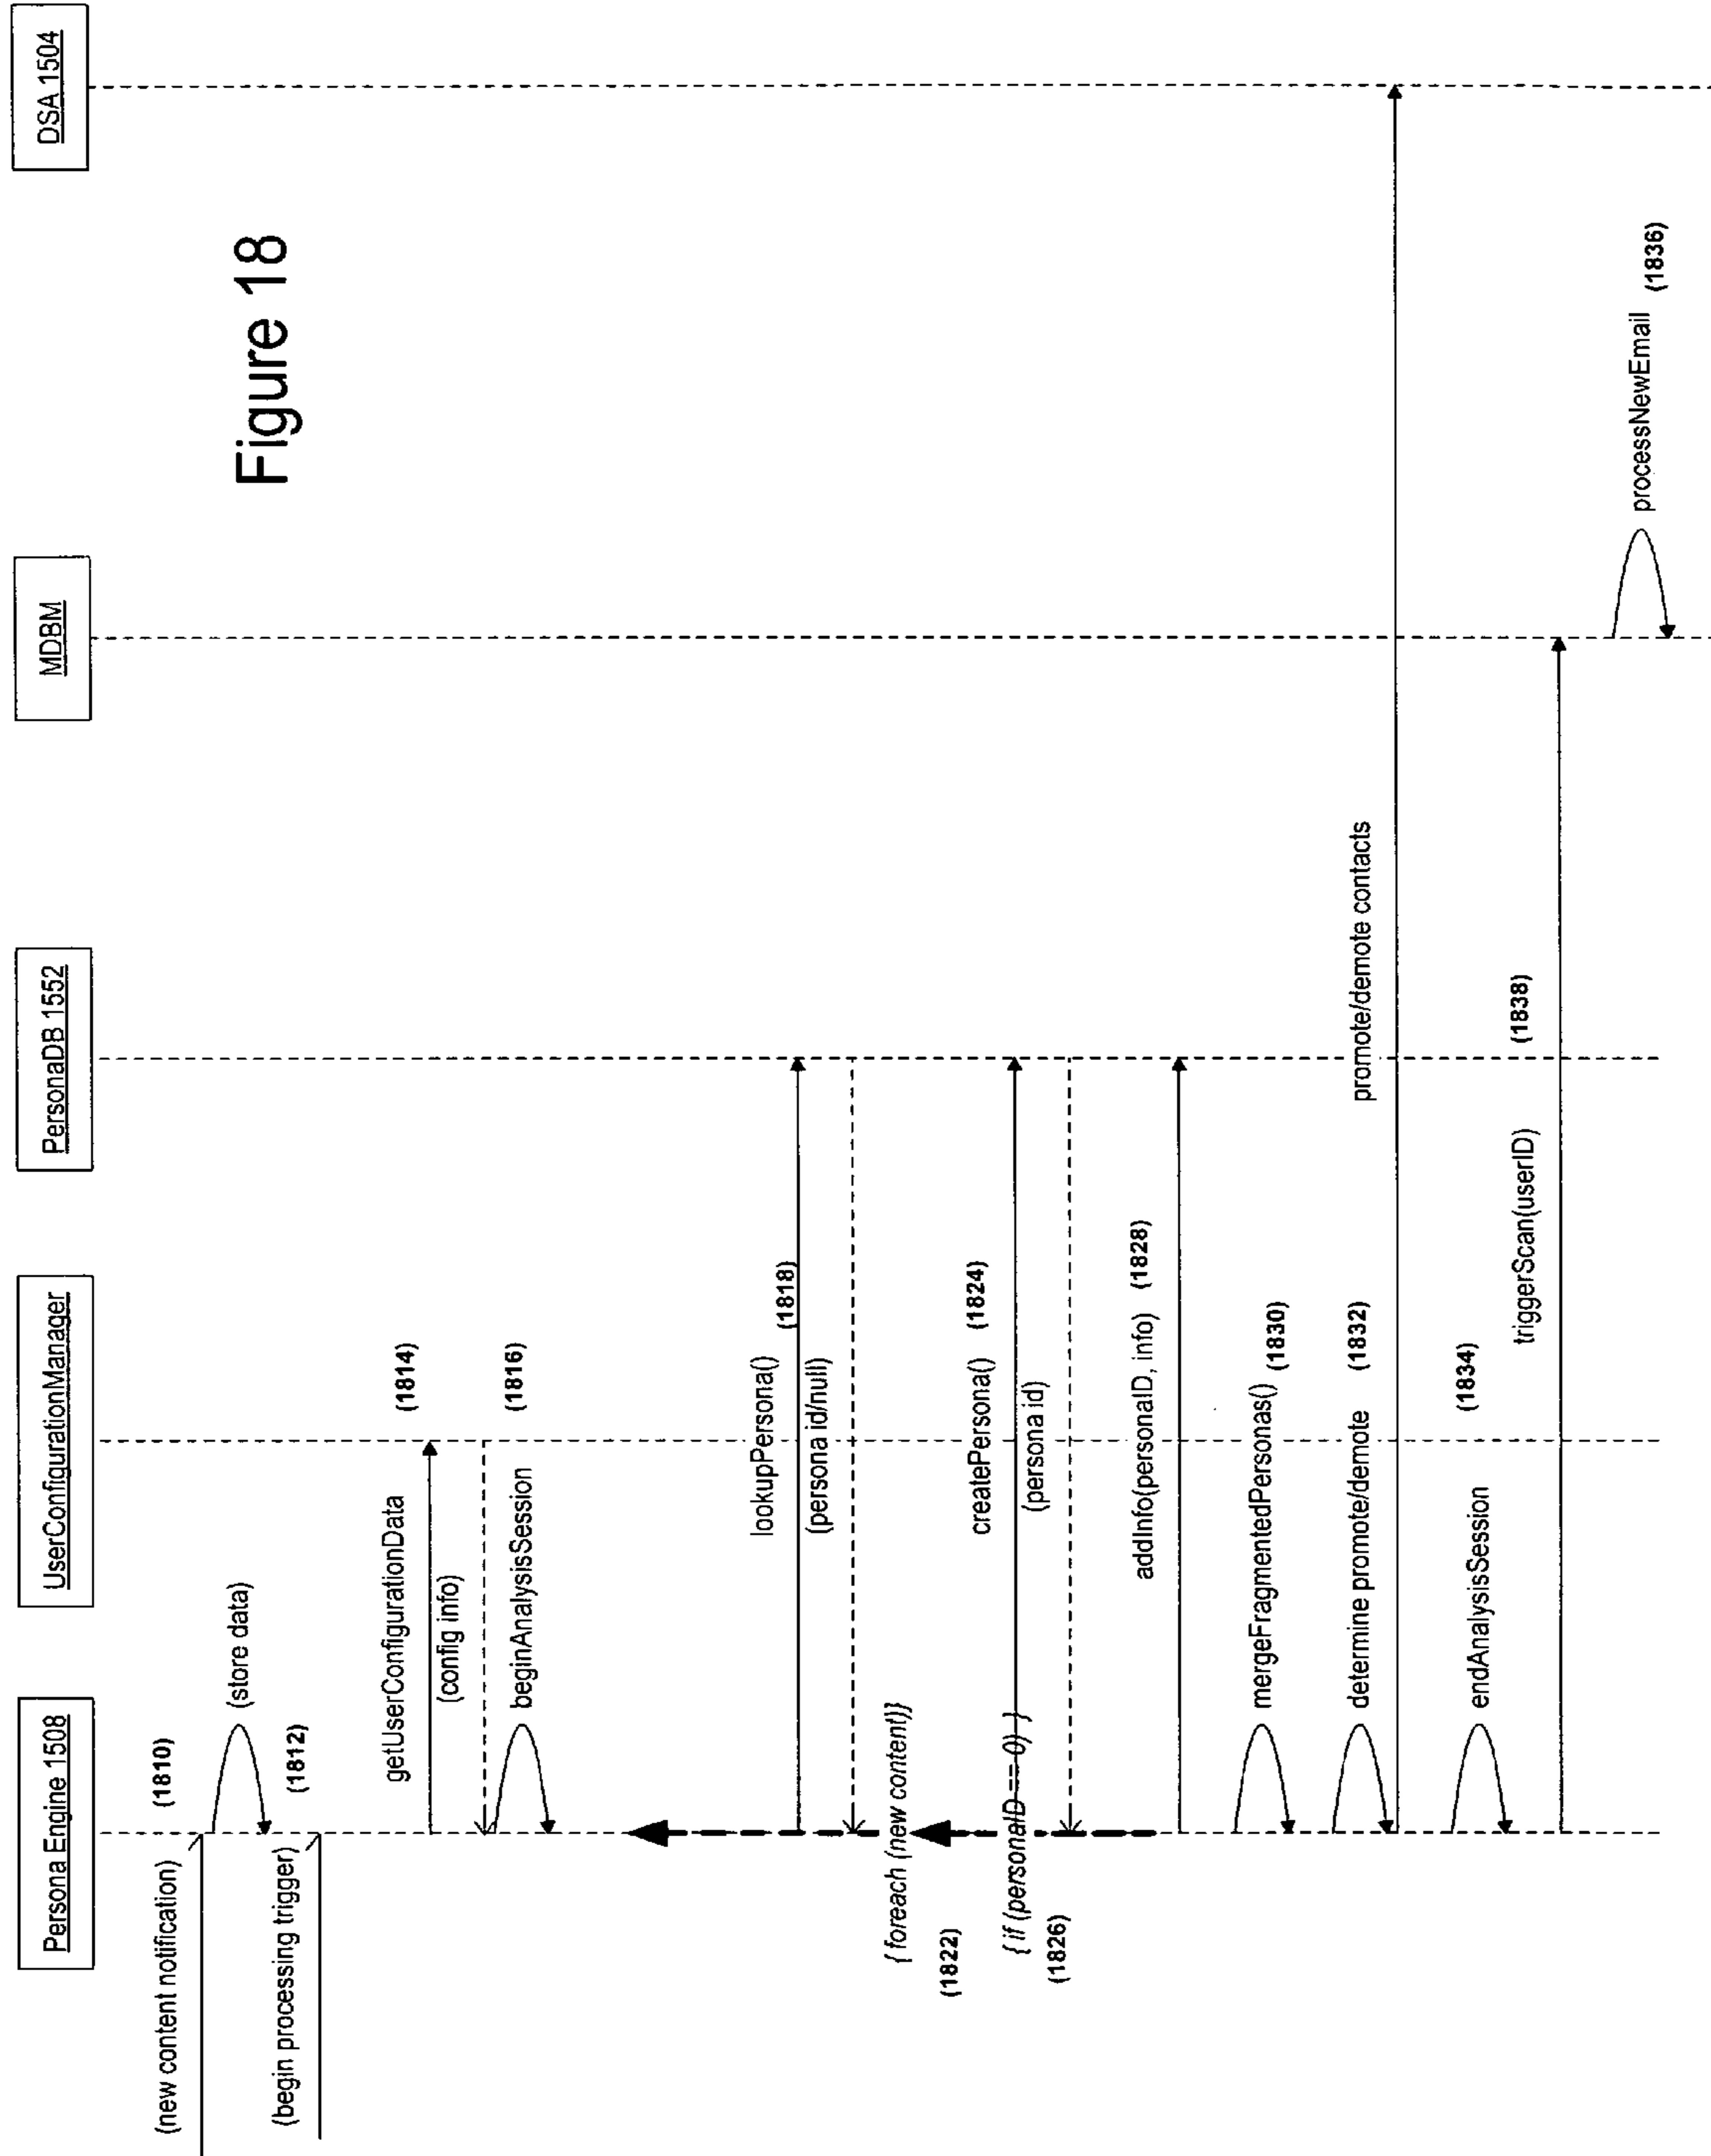 Persona Engine 1508
UserConfigurationManager
PersonaDB 1552
MDBM
DSA 1504
Figure 18
(new content notification)
(1810)
(store data)
(begin processing trigger)
(1812)
getUserConfigurationData
(1814)
(config info)
beginAnalysisSession
(1816)
lookupPersona()
(1818)
(persona id/null)
{ foreach (new content)}
(1822)
createPersona()
(1824)
(persona id)
{ if (personaID == 0) }
(1826)
addInfo(personaID, info)
(1828)
mergeFragmentedPersonas()
(1830)
determine promote/demote
(1832)
promote/demote contacts
endAnalysisSession
(1834)
triggerScan(userID)
(1838)
processNewEmail
(1836)